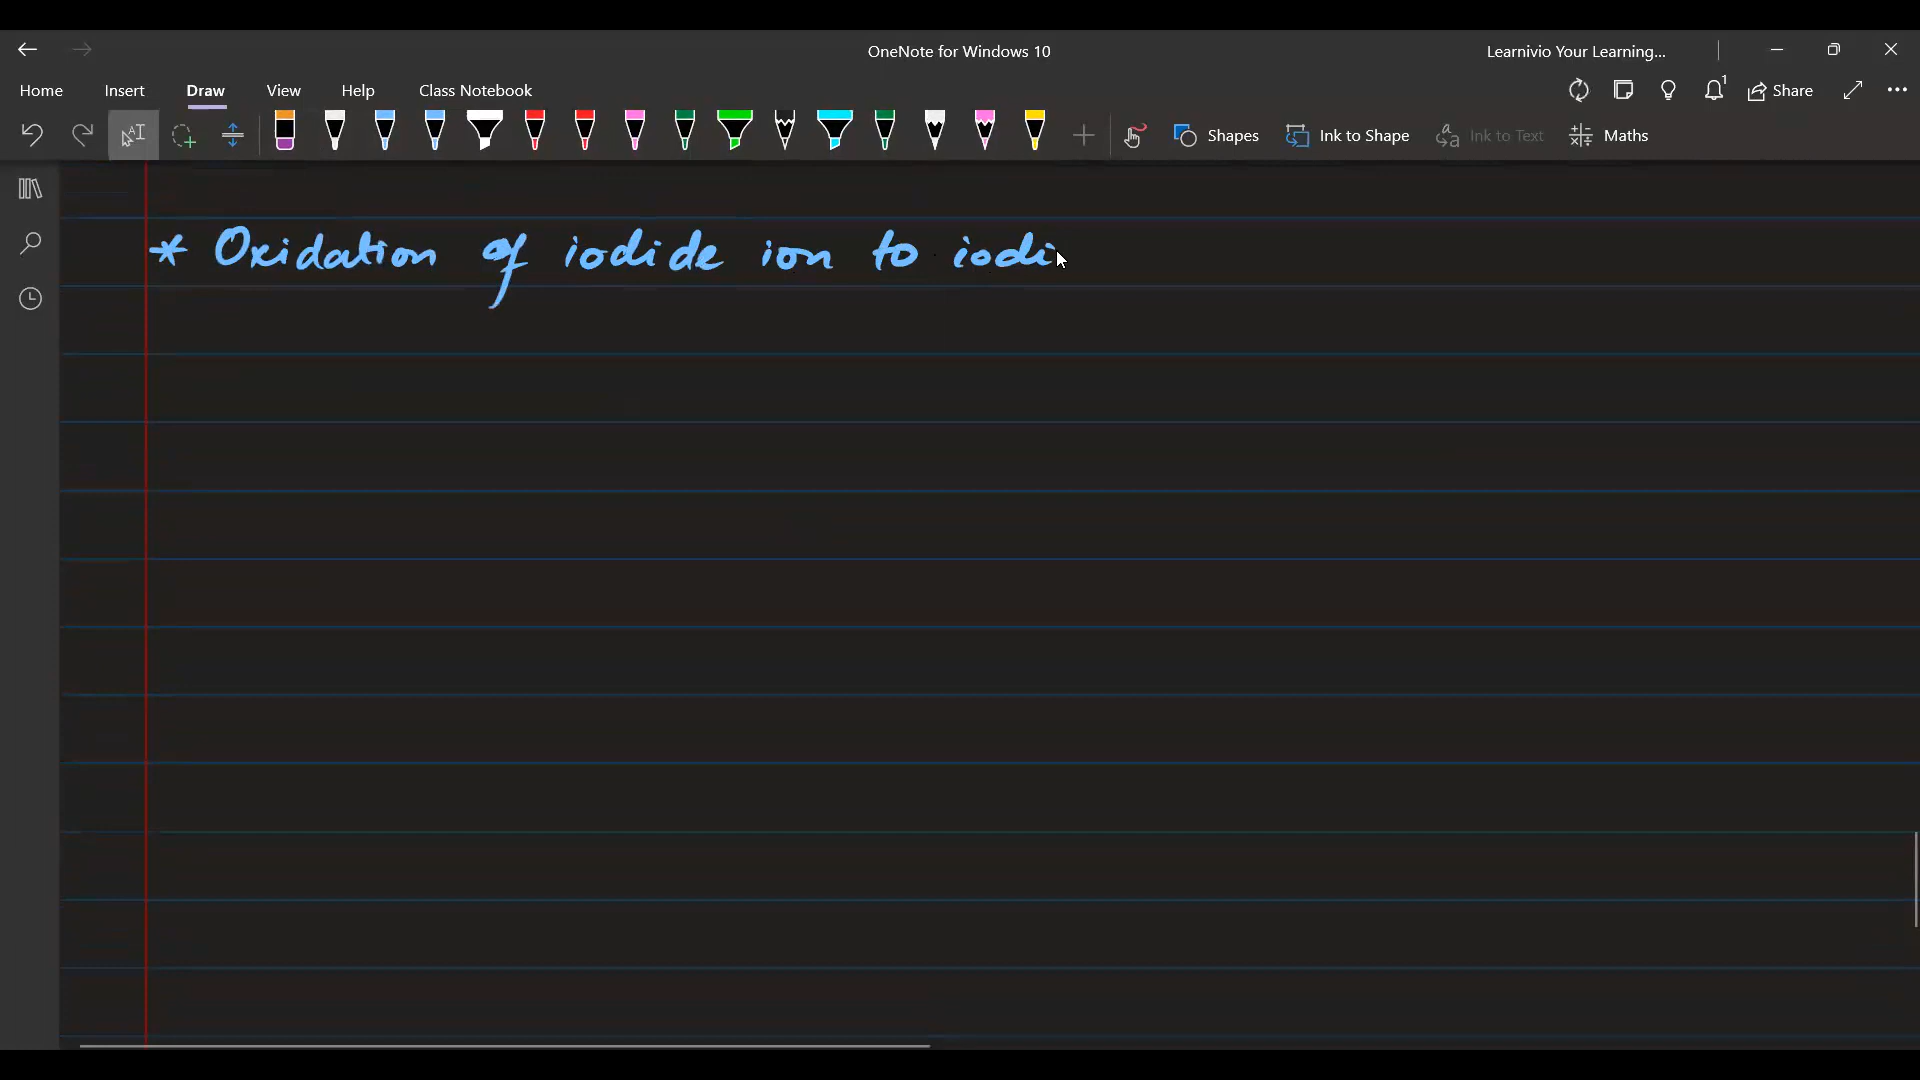 OneNote for Windows 10
Learnivio Your Learning...
Home Insert Draw View Help Class Notebook
1 Share
Shapes Ink to Shape Ink to Text Maths
* Oxidation of iodide ion to iodi